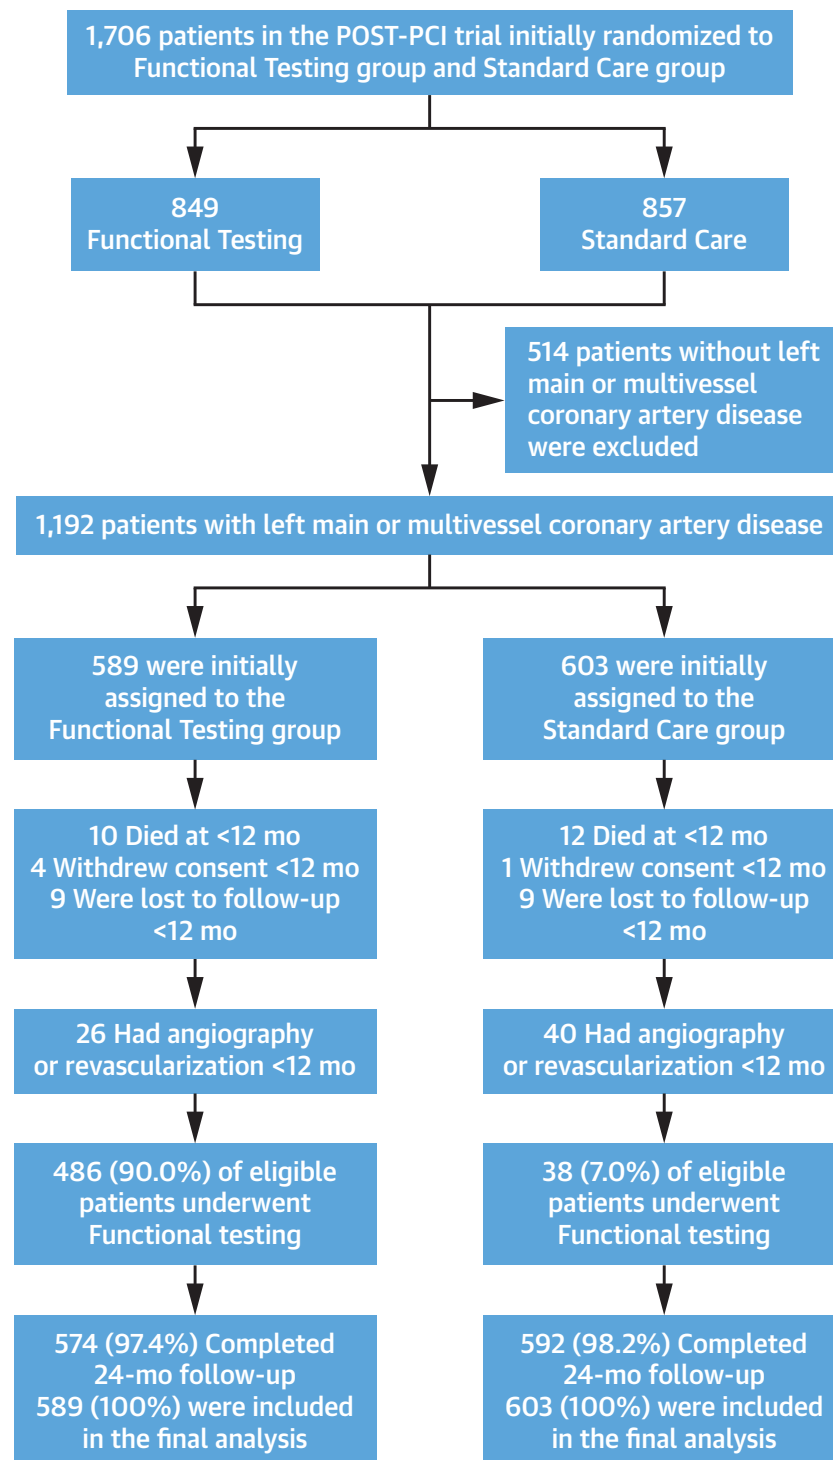 1,706 patients in the POST-PCI trial initially randomized to
Functional Testing group and Standard Care group
849
Functional Testing
857
Standard Care
514 patients without left
main or multivessel
coronary artery disease
were excluded
1,192 patients with left main or multivessel coronary artery disease
589 were initially
assigned to the
Functional Testing group
603 were initially
assigned to the
Standard Care group
10 Died at <12 mo
4 Withdrew consent <12 mo
9 Were lost to follow-up
<12 mo
12 Died at <12 mo
1 Withdrew consent <12 mo
9 Were lost to follow-up
<12 mo
26 Had angiography
or revascularization <12 mo
40 Had angiography
or revascularization <12 mo
486 (90.0%) of eligible
patients underwent
Functional testing
38 (7.0%) of eligible
patients underwent
Functional testing
574 (97.4%) Completed
24-mo follow-up
589 (100%) were included
in the final analysis
592 (98.2%) Completed
24-mo follow-up
603 (100%) were included
in the final analysis